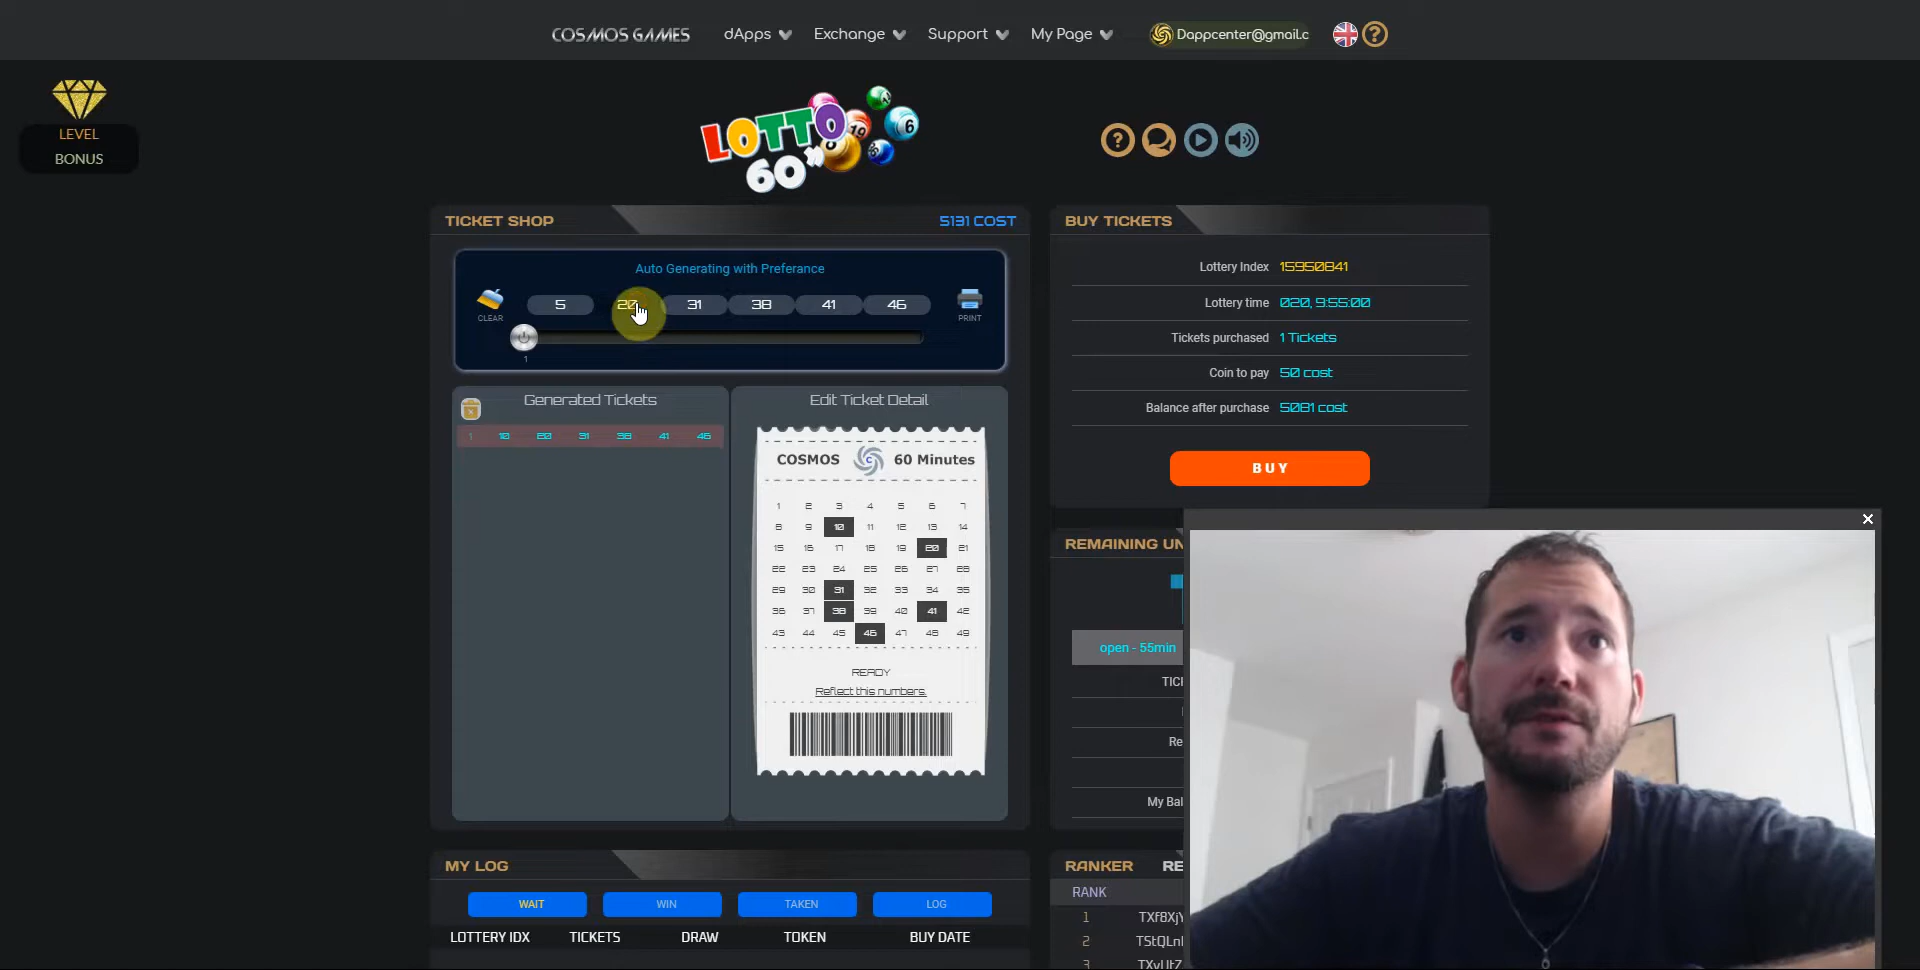 COSMOS GAMES dApps Exchange Support My Page Dappcenter@gmail.c
LEVEL
BONUS
LOTTO
60"
19
6
TICKET SHOP 5131 COST
Auto Generating with Preferance
CLEAR 5 20 31 38 41 46 PRINT
1
Generated Tickets
1 10 20 31 38 41 46
Edit Ticket Detail
COSMOS C 60 Minutes
1 2 3 4 5 6 7
8 9 10 11 12 13 14
15 16 17 18 19 20 21
22 23 24 25 26 27 28
29 30 31 32 33 34 35
36 37 38 39 40 41 42
43 44 45 46 47 48 49
READY
Reflect this numbers.
BUY TICKETS
Lottery Index 15950841
Lottery time 020, 9:55:00
Tickets purchased 1 Tickets
Coin to pay 50 cost
Balance after purchase 5081 cost
BUY
REMAINING UN
open - 55min
TIC
Re
My Bal
MY LOG
WAIT WIN TAKEN LOG
LOTTERY IDX TICKETS DRAW TOKEN BUY DATE
RANKER RE
RANK
1 TXf8XjY
2 TStQLn
3 TXvUtZ